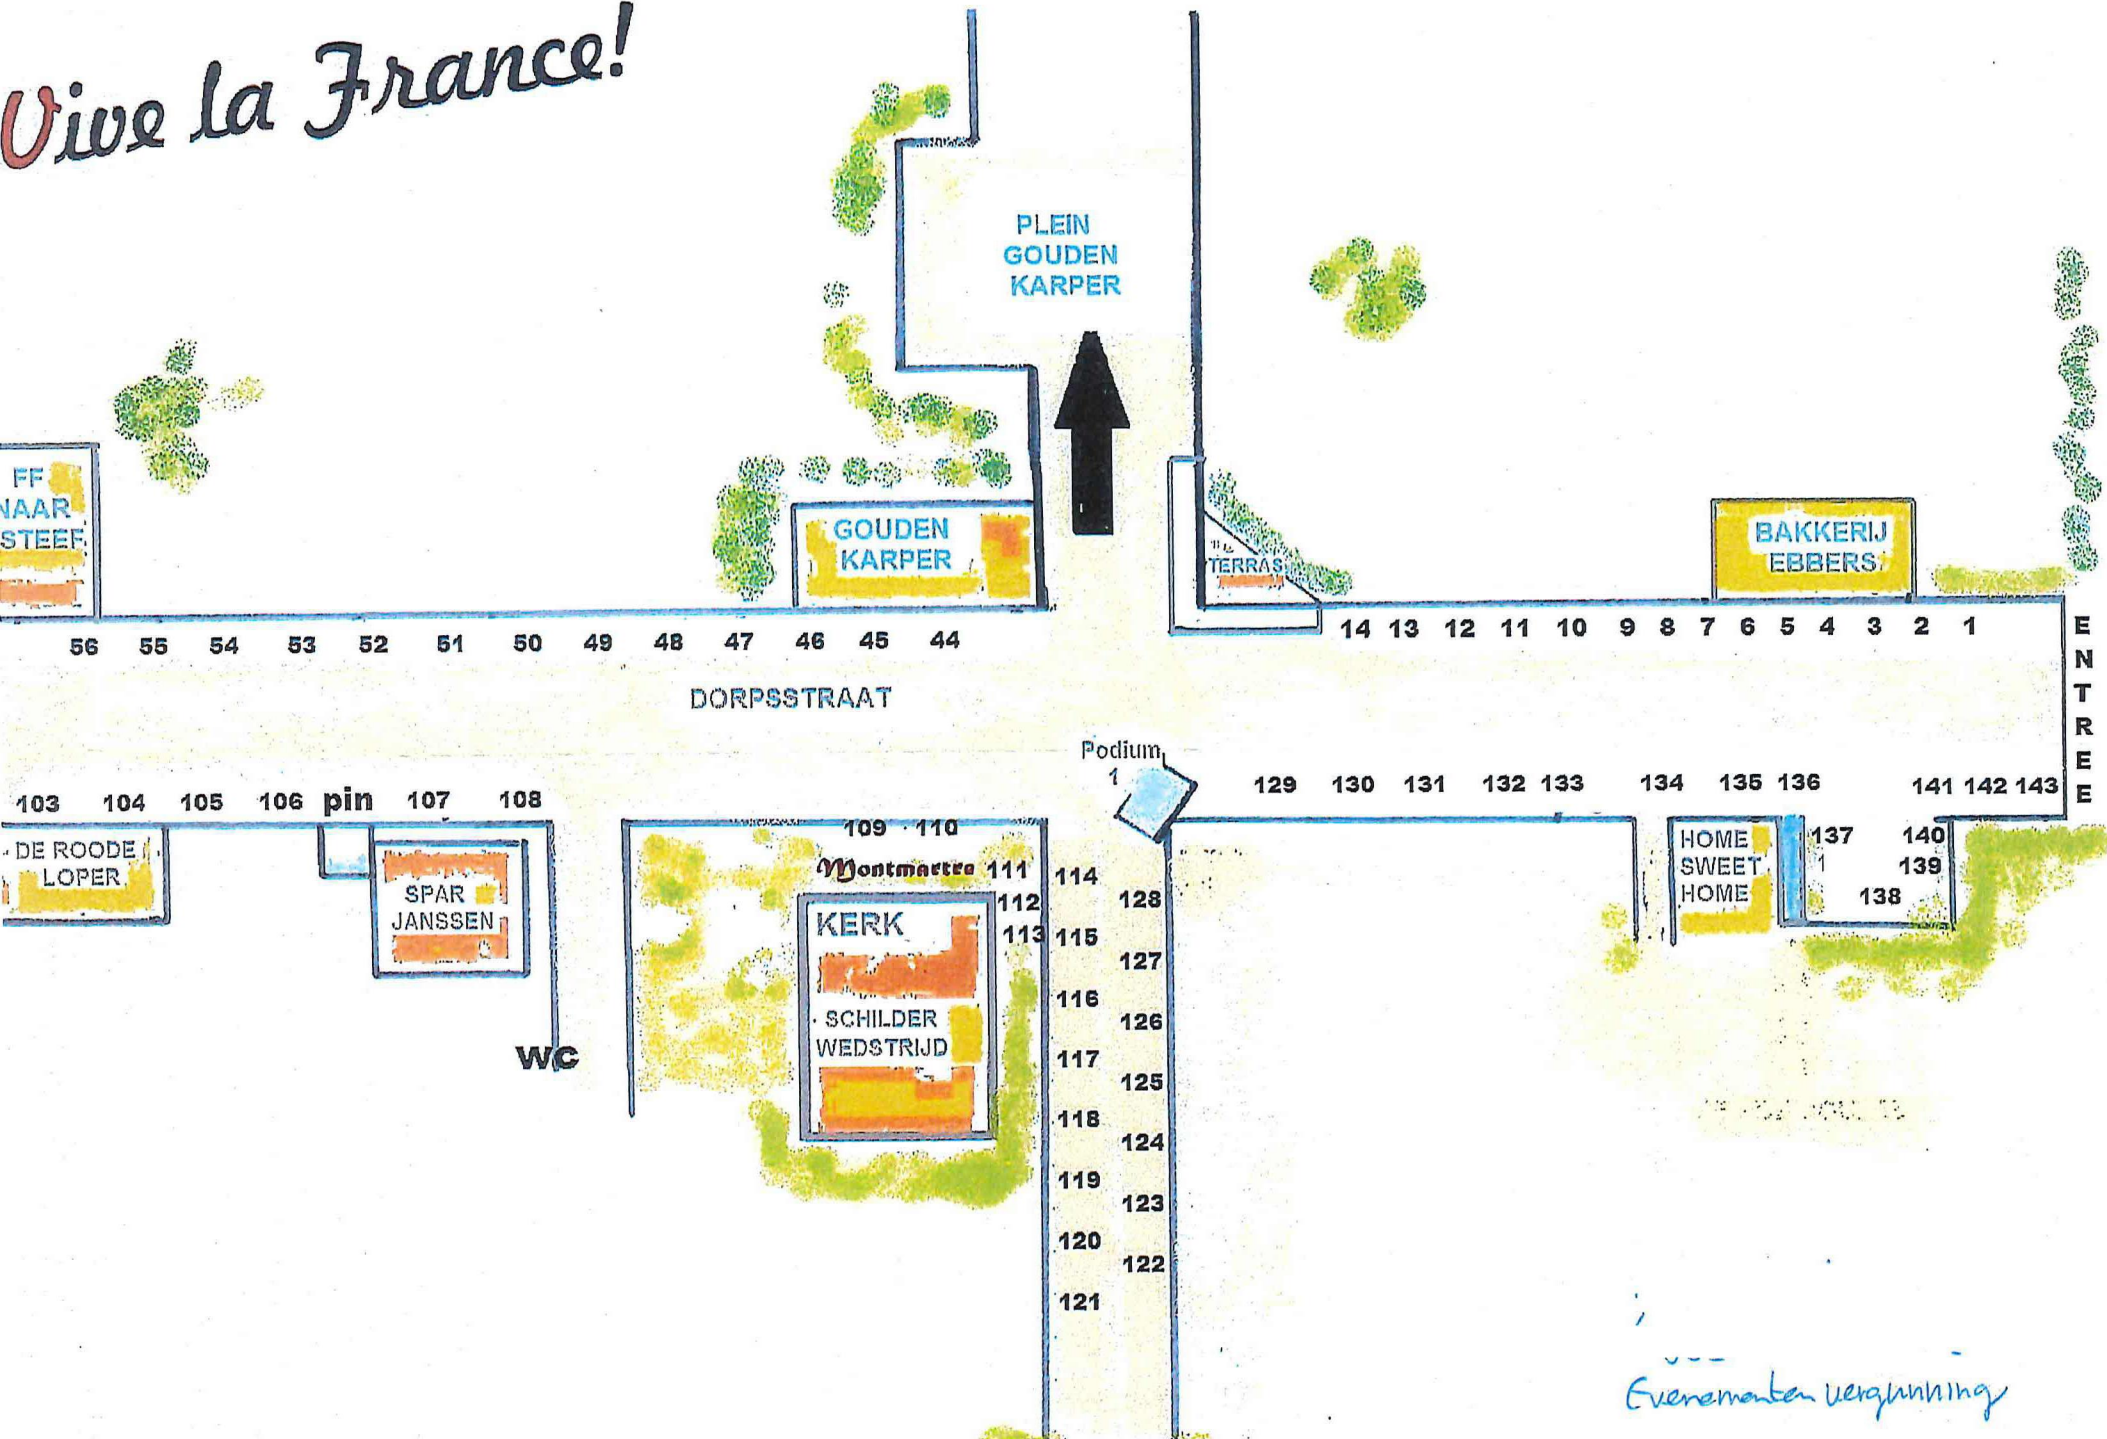 Vive la France!
PLEIN
GOUDEN
KARPER
FF
NAAR
STEEF
GOUDEN
KARPER
TERRAS
BAKKERIJ
EBBERS
56 55 54 53 52 51 50 49 48 47 46 45 44
14 13 12 11 10 9 8 7 6 5 4 3 2 1
ENTREE
DORPSSTRAAT
Podium
1
103 104 105 106 pin 107 108
129 130 131 132 133 134 135 136 141 142 143
DE ROODE
LOPER
SPAR
JANSSEN
109 110
Montmartre 111
112
113
KERK
SCHILDER
WEDSTRIJD
WC
114
115
116
117
118
119
120
121
128
127
126
125
124
123
122
HOME
SWEET
HOME
137 140
1 139
138
Evenementen vergunning